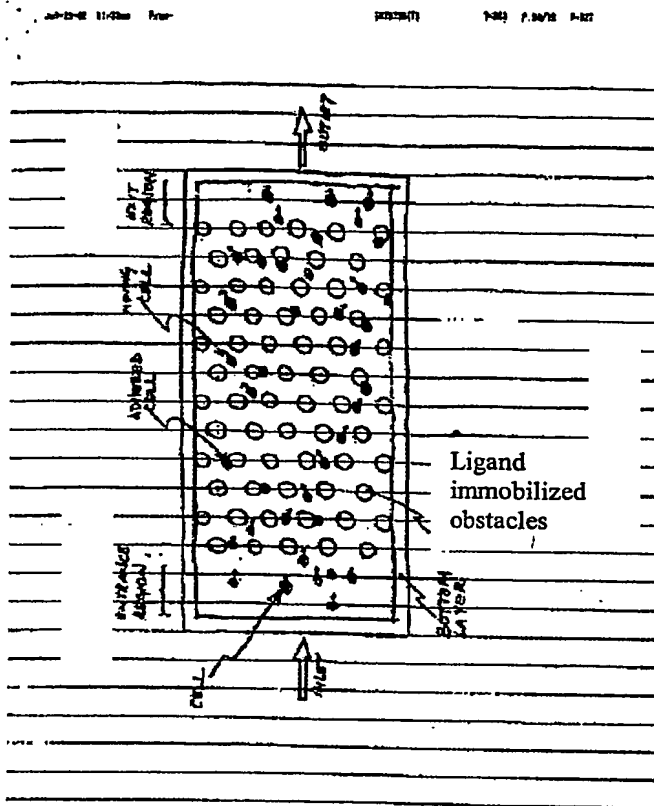 OUTLET
EXIT
REGION
MOVING
CELL
ADHERED
CELL
Ligand
immobilized
obstacles
ENTRANCE
REGION
BOTTOM
LAYER
CELL
INLET